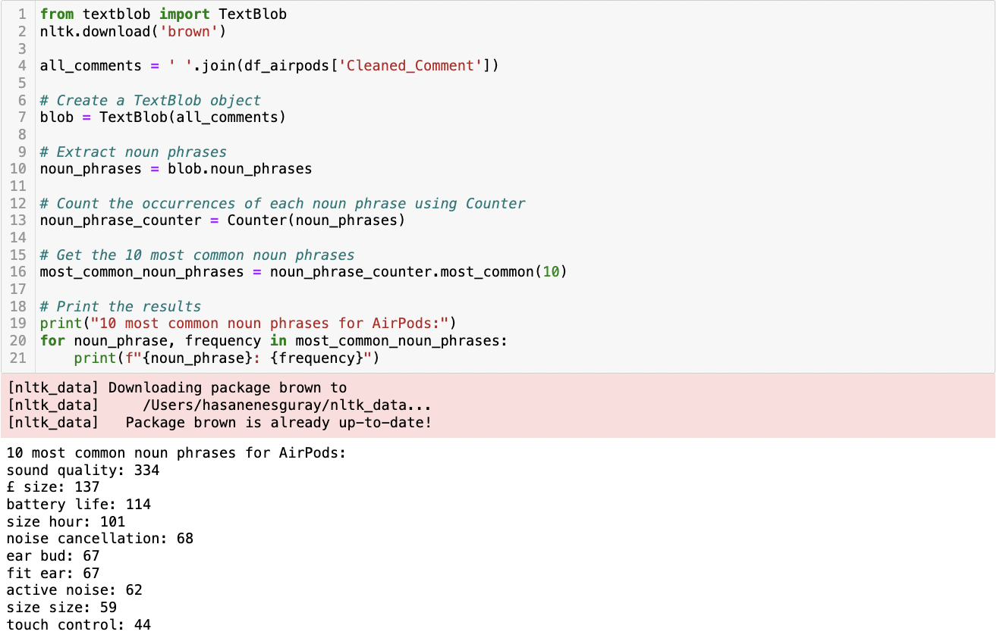 1 from textblob import TextBlob
2 nltk.download('brown')
3
4 all_comments = ' '.join(df_airpods['Cleaned_Comment'])
5
6 # Create a TextBlob object
7 blob = TextBlob(all_comments)
8
9 # Extract noun phrases
10 noun_phrases = blob.noun_phrases
11
12 # Count the occurrences of each noun phrase using Counter
13 noun_phrase_counter = Counter(noun_phrases)
14
15 # Get the 10 most common noun phrases
16 most_common_noun_phrases = noun_phrase_counter.most_common(10)
17
18 # Print the results
19 print("10 most common noun phrases for AirPods:")
20 for noun_phrase, frequency in most_common_noun_phrases:
21     print(f"{noun_phrase}: {frequency}")
[nltk_data] Downloading package brown to
[nltk_data]     /Users/hasanenesguray/nltk_data...
[nltk_data]   Package brown is already up-to-date!
10 most common noun phrases for AirPods:
sound quality: 334
£ size: 137
battery life: 114
size hour: 101
noise cancellation: 68
ear bud: 67
fit ear: 67
active noise: 62
size size: 59
touch control: 44